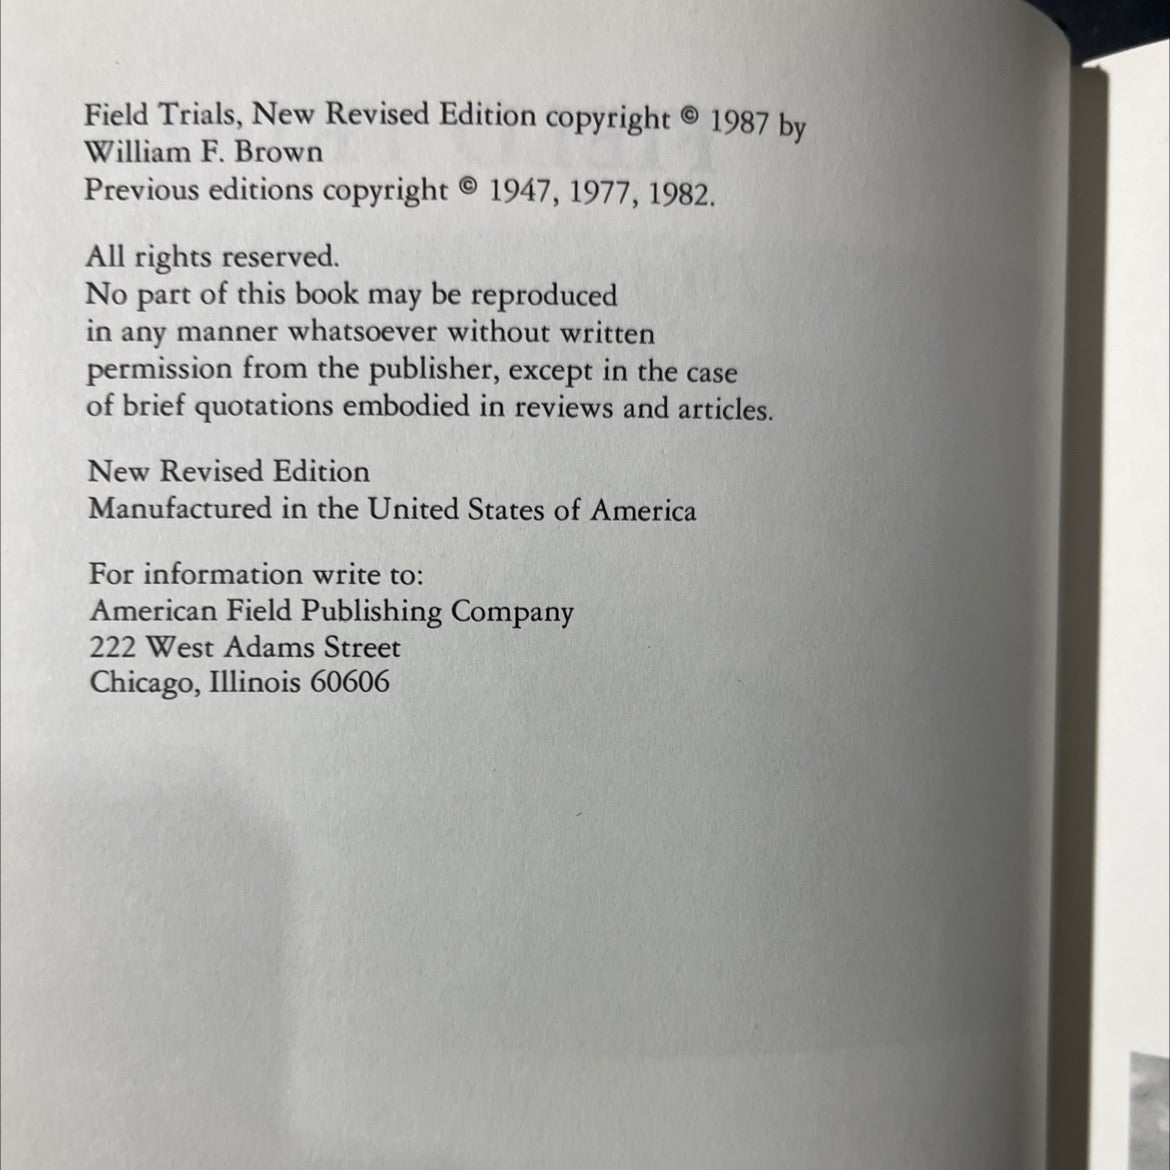 Field Trials, New Revised Edition copyright © 1987 by
William F. Brown
Previous editions copyright © 1947, 1977, 1982.
All rights reserved.
No part of this book may be reproduced
in any manner whatsoever without written
permission from the publisher, except in the case
of brief quotations embodied in reviews and articles.
New Revised Edition
Manufactured in the United States of America
For information write to:
American Field Publishing Company
222 West Adams Street
Chicago, Illinois 60606